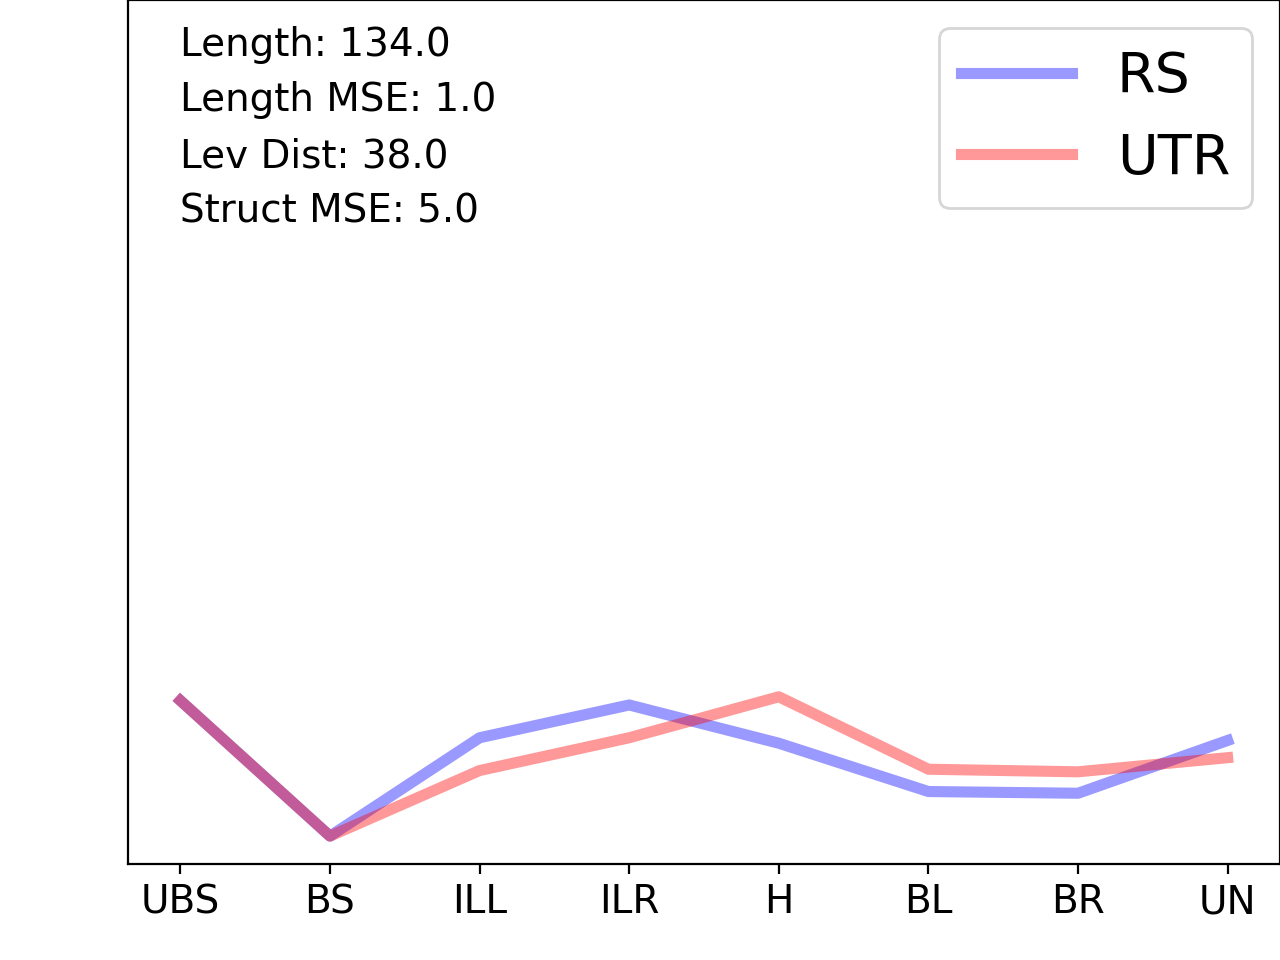 Length: 134.0
Length MSE: 1.0
Lev Dist: 38.0
Struct MSE: 5.0
RS
UTR
UBS BS ILL ILR H BL BR UN